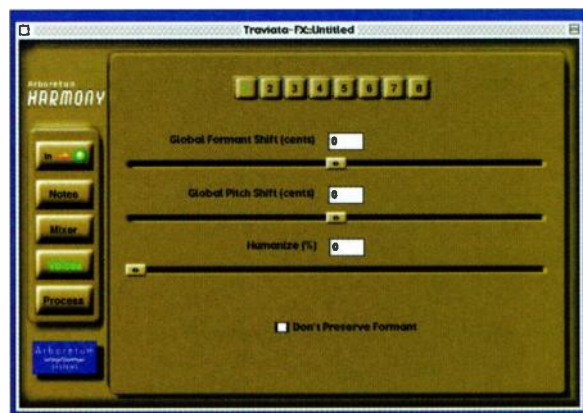 Traviata-FX::Untitled
Arboretum
HARMONY
2 3 4 5 6 7 8
In
Global Formant Shift (cents) 0
Notes
Global Pitch Shift (cents) 0
Mixer
Humanize (%) 0
Voices
Process
Don't Preserve Formant
Arboretum
SYSTEMS